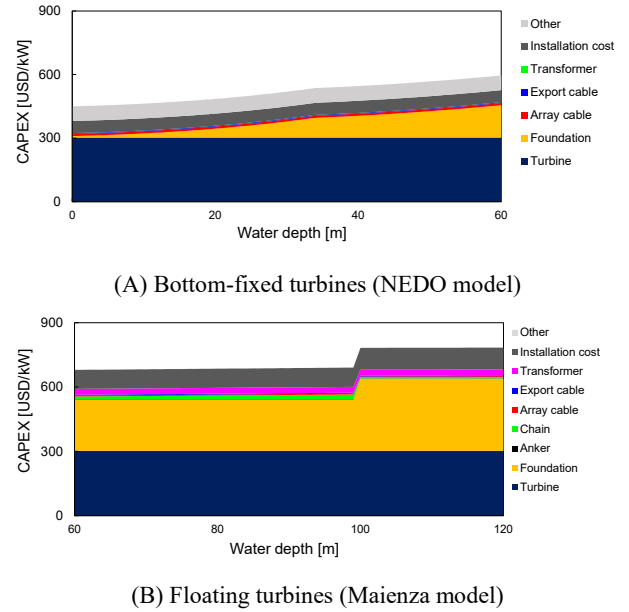 900
600
300
0
CAPEX [USD/kW]
0
20
40
60
Water depth [m]
Other
Installation cost
Transformer
Export cable
Array cable
Foundation
Turbine
(A) Bottom-fixed turbines (NEDO model)
900
600
300
0
CAPEX [USD/kW]
60
80
100
120
Water depth [m]
Other
Installation cost
Transformer
Export cable
Array cable
Chain
Anker
Foundation
Turbine
(B) Floating turbines (Maienza model)